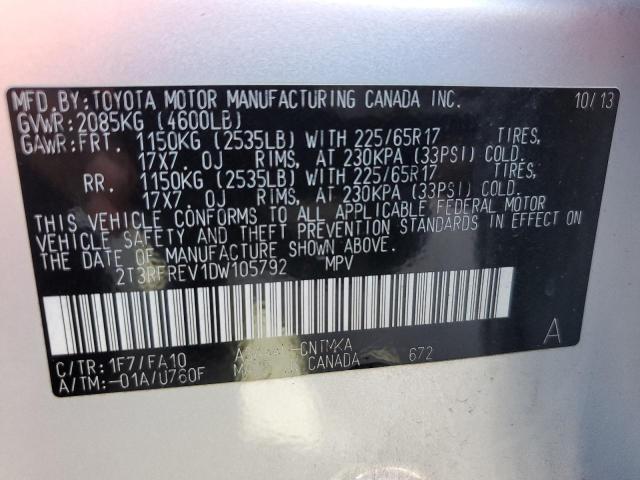 MFD. BY: TOYOTA MOTOR MANUFACTURING CANADA INC. 10/13
GVWR: 2085KG (4600LB)
GAWR: FRT. 1150KG (2535LB) WITH 225/65R17 TIRES,
17X7.0J RIMS, AT 230KPA (33PSI) COLD.
RR. 1150KG (2535LB) WITH 225/65R17 TIRES,
17X7.0J RIMS, AT 230KPA (33PSI) COLD.
THIS VEHICLE CONFORMS TO ALL APPLICABLE FEDERAL MOTOR
VEHICLE SAFETY AND THEFT PREVENTION STANDARDS IN EFFECT ON
THE DATE OF MANUFACTURE SHOWN ABOVE.
2T3RFREV1DW105792 MPV
A
C/TR: 1F7/FA10 -CNTMKA
A/TM: -01A/U760F CANADA 672